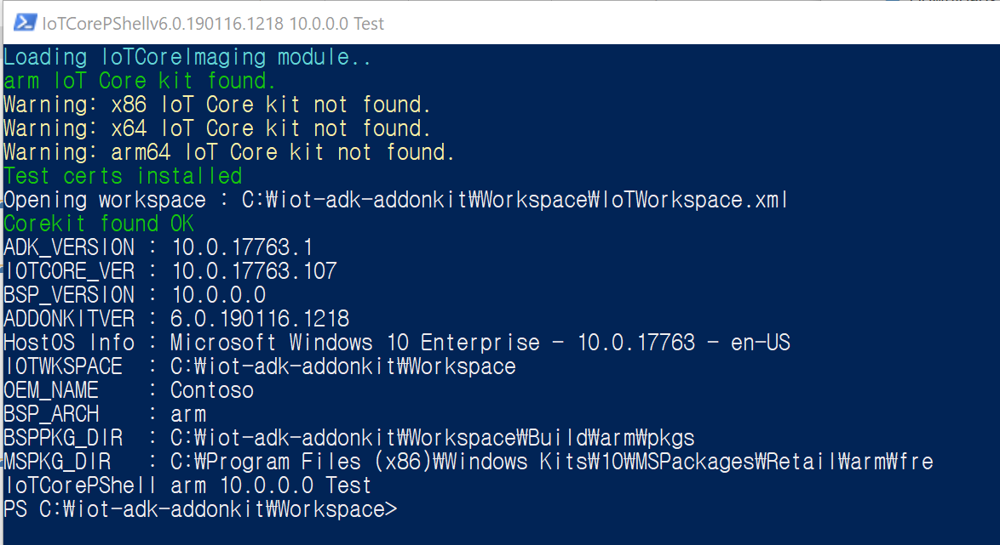 IoTCorePShellv6.0.190116.1218 10.0.0.0 Test
Loading IoTCoreImaging module..
arm IoT Core kit found.
Warning: x86 IoT Core kit not found.
Warning: x64 IoT Core kit not found.
Warning: arm64 IoT Core kit not found.
Test certs installed
Opening workspace : C:₩iot-adk-addonkit₩Workspace₩IoTWorkspace.xml
Corekit found OK
ADK_VERSION : 10.0.17763.1
IOTCORE_VER : 10.0.17763.107
BSP_VERSION : 10.0.0.0
ADDONKITVER : 6.0.190116.1218
HostOS Info : Microsoft Windows 10 Enterprise - 10.0.17763 - en-US
IOTWKSPACE  : C:₩iot-adk-addonkit₩Workspace
OEM_NAME    : Contoso
BSP_ARCH    : arm
BSPPKG_DIR  : C:₩iot-adk-addonkit₩Workspace₩Build₩arm₩pkgs
MSPKG_DIR   : C:₩Program Files (x86)₩Windows Kits₩10₩MSPackages₩Retail₩arm₩fre
IoTCorePShell arm 10.0.0.0 Test
PS C:₩iot-adk-addonkit₩Workspace>